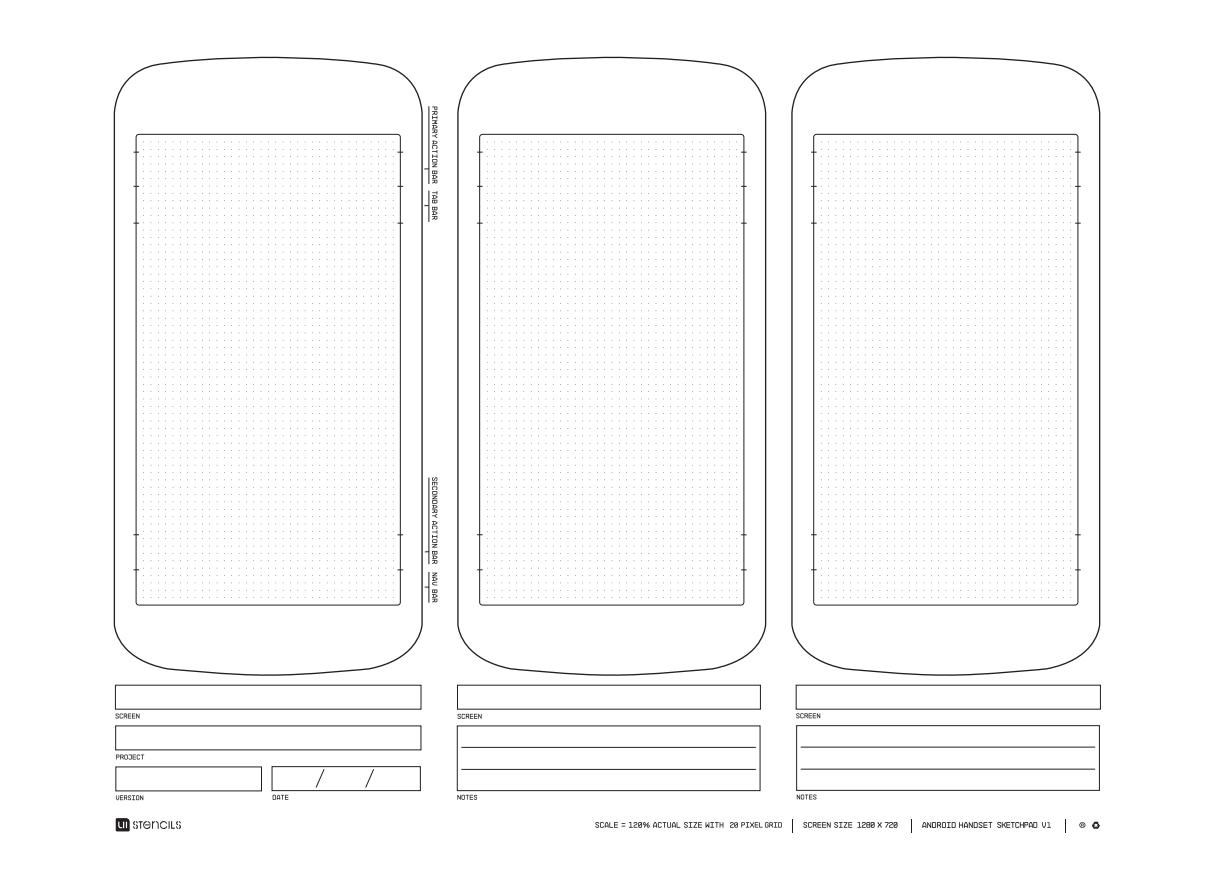 PRIMARY ACTION BAR
TAB BAR
SECONDARY ACTION BAR
NAV BAR
SCREEN
PROJECT
VERSION
DATE
/ /
SCREEN
NOTES
SCREEN
NOTES
UI STENCILS
SCALE = 120% ACTUAL SIZE WITH 20 PIXEL GRID
SCREEN SIZE 1280 X 720
ANDROID HANDSET SKETCHPAD V1